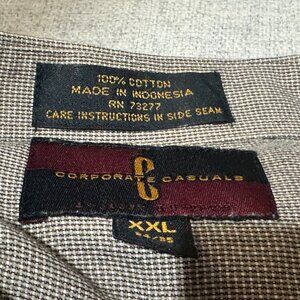 100% COTTON
MADE IN INDONESIA
RN 73277
CARE INSTRUCTIONS IN SIDE SEAM
CORPORATE CASUALS
XXL